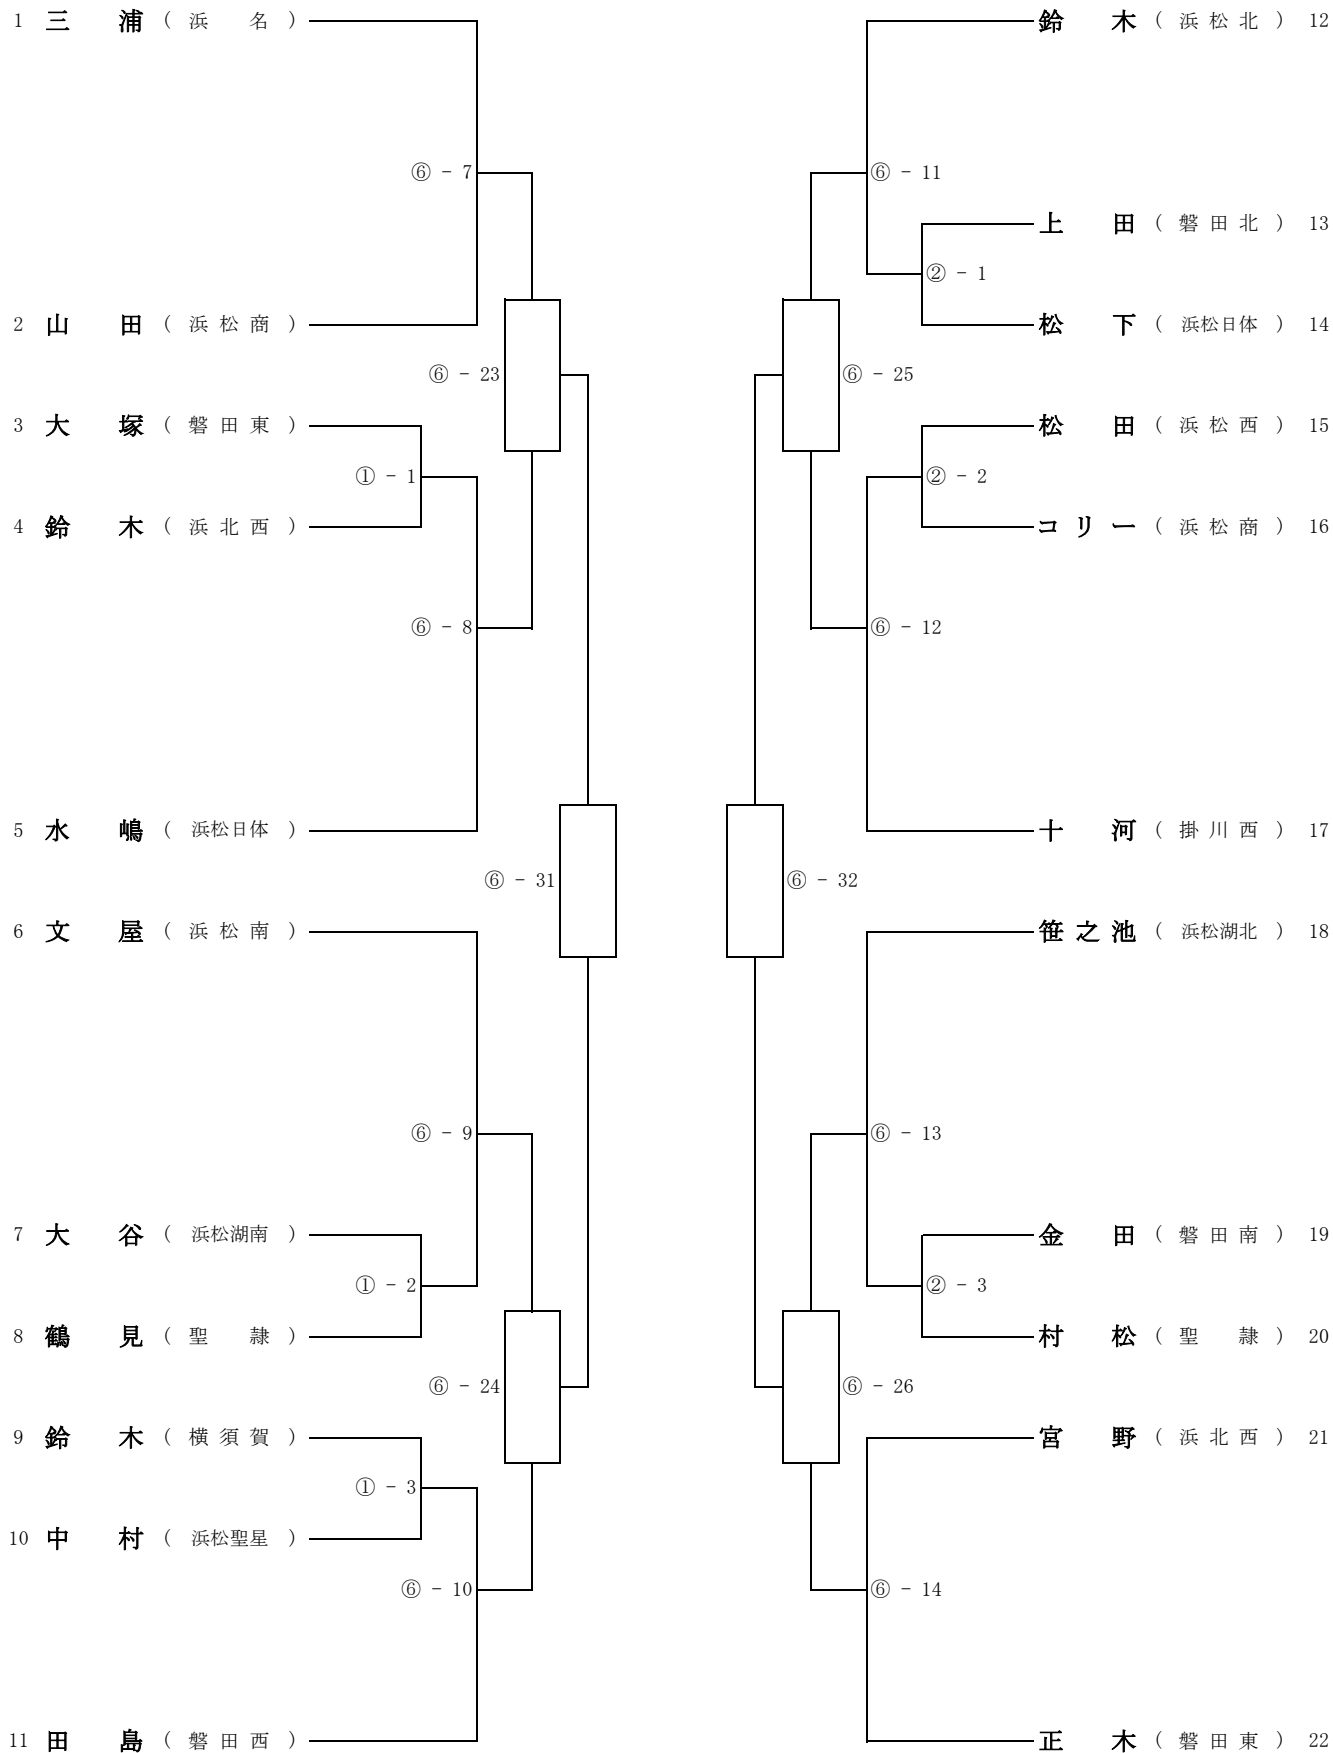 1 三 浦 ( 浜 名 )
⑥ - 7
2 山 田 ( 浜 松 商 )
⑥ - 23
3 大 塚 ( 磐 田 東 )
① - 1
4 鈴 木 ( 浜 北 西 )
⑥ - 8
5 水 嶋 ( 浜松日体 )
⑥ - 31
6 文 屋 ( 浜 松 南 )
⑥ - 9
7 大 谷 ( 浜松湖南 )
① - 2
8 鶴 見 ( 聖 隷 )
⑥ - 24
9 鈴 木 ( 横 須 賀 )
① - 3
10 中 村 ( 浜松聖星 )
⑥ - 10
11 田 島 ( 磐 田 西 )
鈴 木 ( 浜 松 北 ) 12
⑥ - 11
上 田 ( 磐 田 北 ) 13
② - 1
松 下 ( 浜松日体 ) 14
⑥ - 25
松 田 ( 浜 松 西 ) 15
② - 2
コ リ ー ( 浜 松 商 ) 16
⑥ - 12
十 河 ( 掛 川 西 ) 17
⑥ - 32
笹 之 池 ( 浜松湖北 ) 18
⑥ - 13
金 田 ( 磐 田 南 ) 19
② - 3
村 松 ( 聖 隷 ) 20
⑥ - 26
宮 野 ( 浜 北 西 ) 21
⑥ - 14
正 木 ( 磐 田 東 ) 22